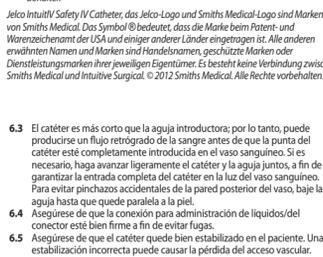 Jelco IntuitIV Safety IV Catheter, das Jelco-Logo und Smiths Medical-Logo sind Marken
von Smiths Medical. Das Symbol ® bedeutet, dass die Marke beim Patent- und
Warenzeichenamt der USA und einiger anderer Länder eingetragen ist. Alle anderen
erwähnten Namen und Marken sind Handelsnamen, geschützte Marken oder
Dienstleistungsmarken ihrer jeweiligen Eigentümer. Es besteht keine Verbindung zwisc
Smiths Medical und Intuitive Surgical. © 2012 Smiths Medical. Alle Rechte vorbehalten.
6.3 El catéter es más corto que la aguja introductora; por lo tanto, puede
producirse un flujo retrógrado de la sangre antes de que la punta del
catéter esté completamente introducida en el vaso sanguíneo. Si es
necesario, haga avanzar ligeramente el catéter y la aguja juntos, a fin de
garantizar la entrada completa del catéter en la luz del vaso sanguíneo.
Para evitar pinchazos accidentales de la pared posterior del vaso, baje la
aguja hasta que quede paralela a la piel.
6.4 Asegúrese de que la conexión para administración de líquidos/del
conector esté bien firme a fin de evitar fugas.
6.5 Asegúrese de que el catéter quede bien estabilizado en el paciente. Una
estabilización incorrecta puede causar la pérdida del acceso vascular.